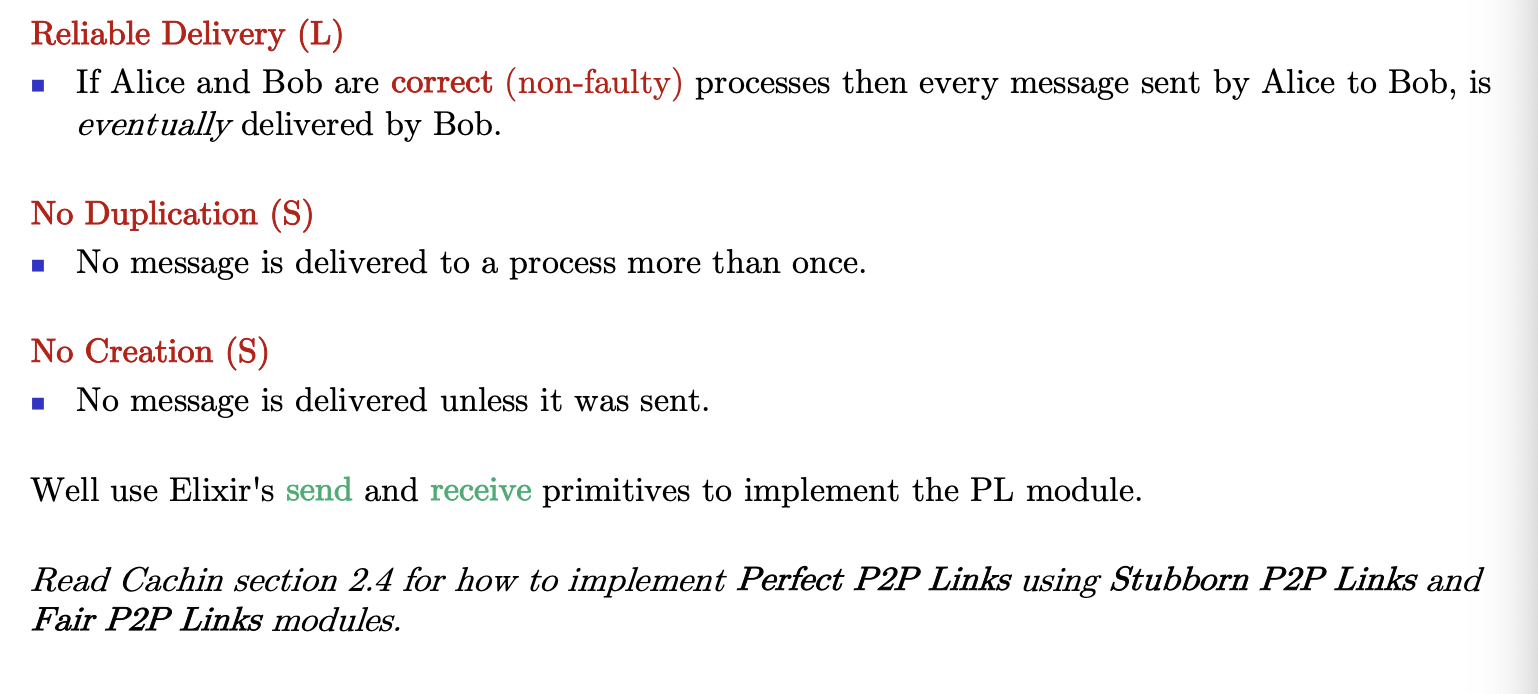 Reliable Delivery (L)
▪ If Alice and Bob are correct (non-faulty) processes then every message sent by Alice to Bob, is
eventually delivered by Bob.
No Duplication (S)
▪ No message is delivered to a process more than once.
No Creation (S)
▪ No message is delivered unless it was sent.
Well use Elixir's send and receive primitives to implement the PL module.
Read Cachin section 2.4 for how to implement Perfect P2P Links using Stubborn P2P Links and
Fair P2P Links modules.